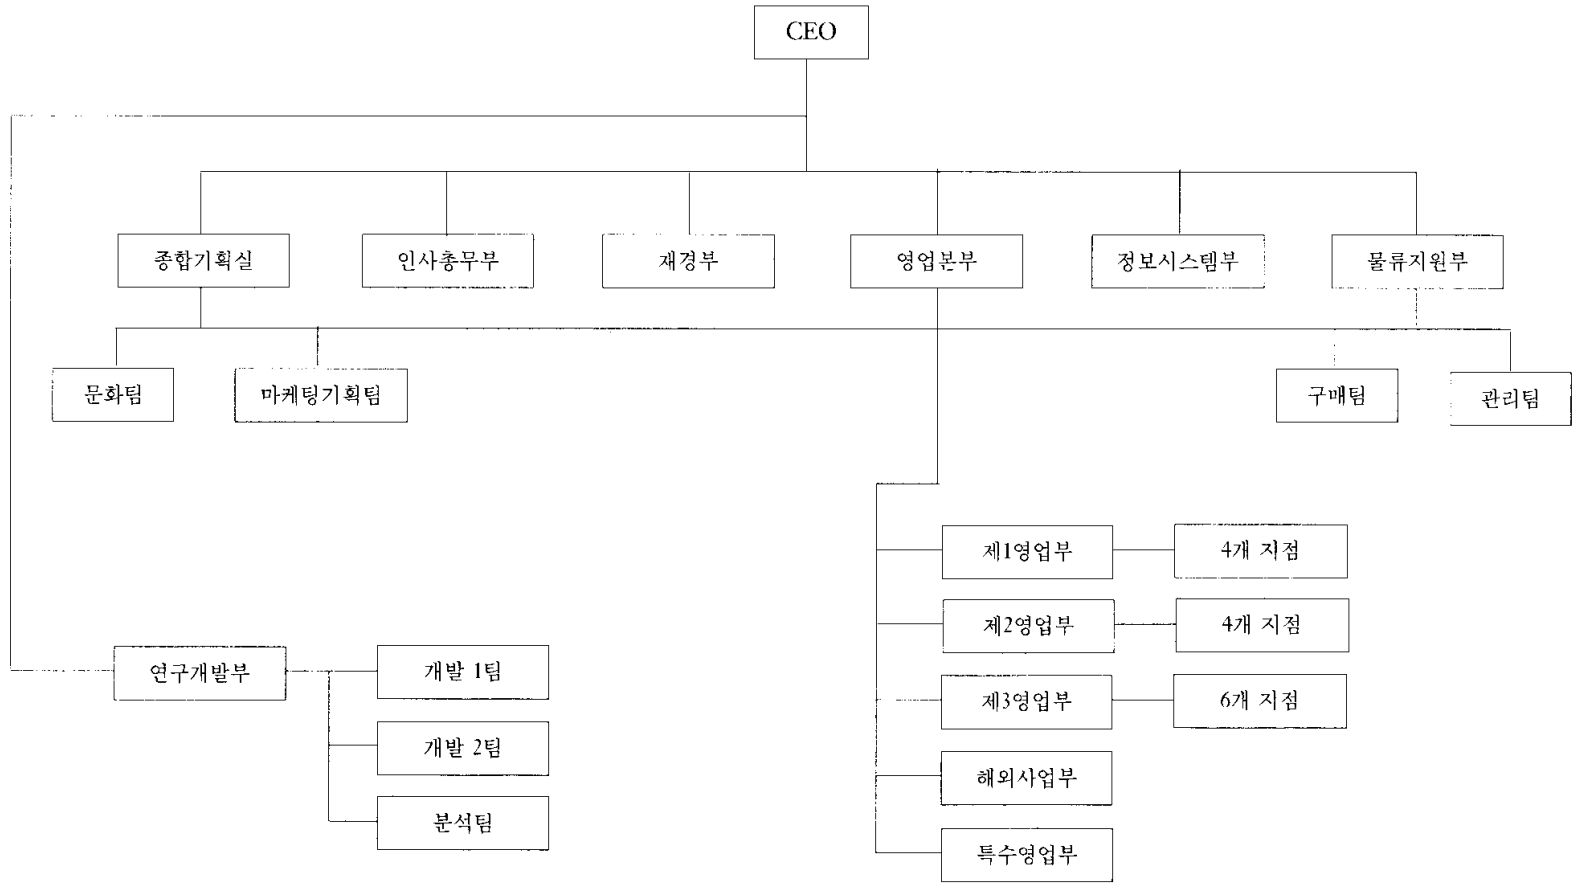 CEO
종합기획실
인사총무부
재경부
영업본부
정보시스템부
물류지원부
문화팀
마케팅기획팀
구매팀
관리팀
제1영업부
4개 지점
제2영업부
4개 지점
연구개발부
개발 1팀
제3영업부
6개 지점
개발 2팀
해외사업부
분석팀
특수영업부